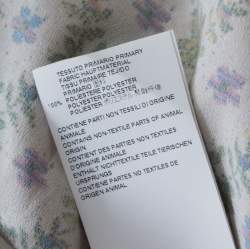 TESSUTO PRIMARIO PRIMARY
FABRIC HAUPTMATERIAL
TISSU PRIMAIRE TEJIDO
PRIMARIO
100% POLIESTERE POLYESTER
POLYESTER POLYESTER
POLIESTER
CONTIENE PARTI NON TESSILI DI ORIGINE
ANIMALE
CONTAINS NON-TEXTILE PARTS OF ANIMAL
ORIGIN
CONTIENT DES PARTIES NON TEXTILES
D'ORIGINE ANIMALE
ENTHÄLT NICHTTEXTILE TEILE TIERISCHEN
URSPRUNGS
CONTIENE PARTES NO TEXTILES DE
ORIGEN ANIMAL